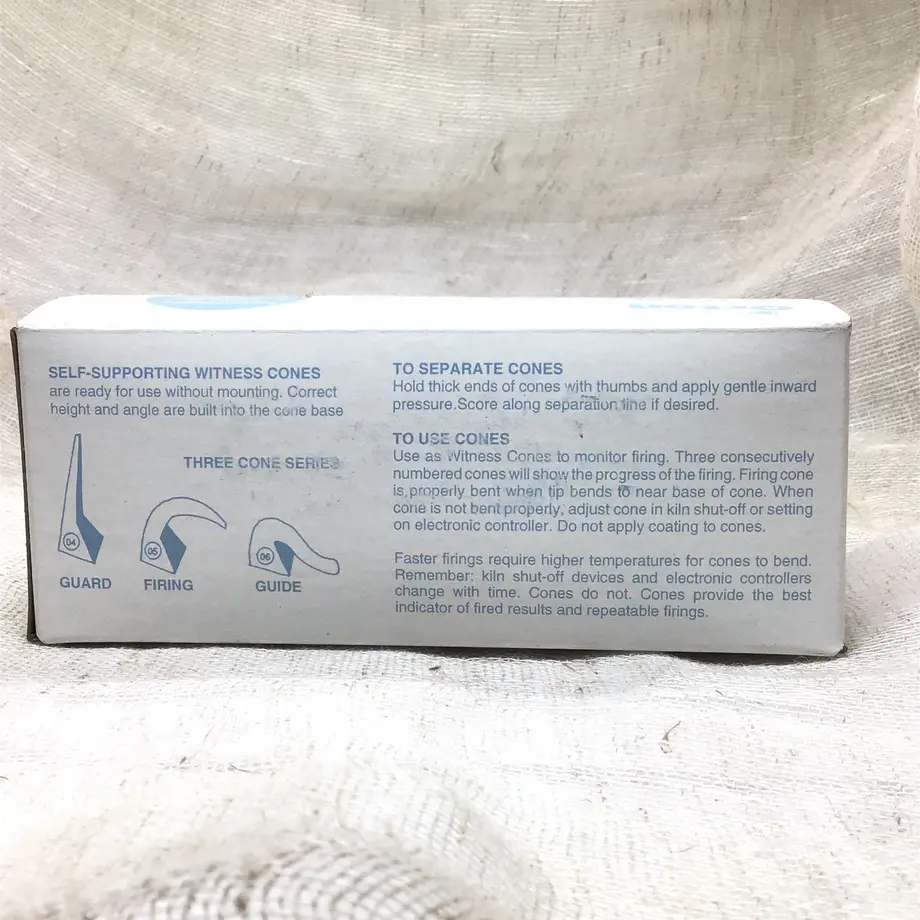 SELF-SUPPORTING WITNESS CONES
are ready for use without mounting. Correct
height and angle are built into the cone base
THREE CONE SERIES
04
05
06
GUARD
FIRING
GUIDE
TO SEPARATE CONES
Hold thick ends of cones with thumbs and apply gentle inward
pressure. Score along separation line if desired.
TO USE CONES
Use as Witness Cones to monitor firing. Three consecutively
numbered cones will show the progress of the firing. Firing cone
is properly bent when tip bends to near base of cone. When
cone is not bent properly, adjust cone in kiln shut-off or setting
on electronic controller. Do not apply coating to cones.
Faster firings require higher temperatures for cones to bend.
Remember: kiln shut-off devices and electronic controllers
change with time. Cones do not. Cones provide the best
indicator of fired results and repeatable firings.